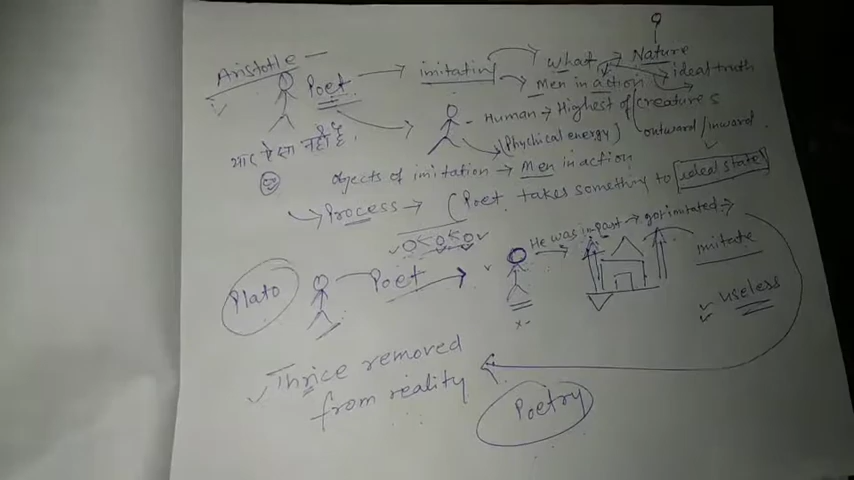 Aristotle —
Poet → imitating → what → Nature
Men in action ideal truth
Human → Highest of creatures
(Phychical energy) outward/inward
यार ऐसा नहीं है.
objects of imitation → Men in action
Process → (Poet takes something to ideal state)
He was in past → got imitated →
Plato Poet imitate
useless
Thrice removed
from reality
Poetry